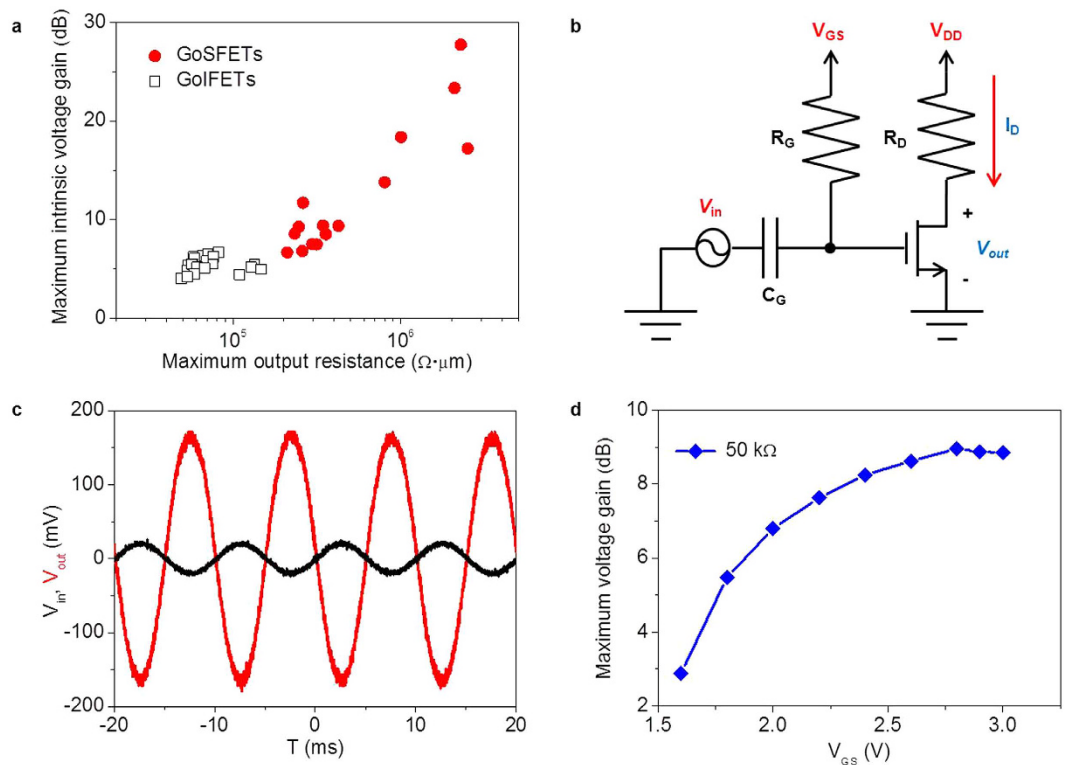 a
Maximum intrinsic voltage gain (dB)
30
20
10
0
GoSFETs
GoIFETs
10^5
10^6
Maximum output resistance (Ω·μm)
b
V_GS
V_DD
R_G
R_D
I_D
V_in
C_G
+
V_out
-
c
V_in, V_out (mV)
200
100
0
-100
-200
-20
-10
0
10
20
T (ms)
d
Maximum voltage gain (dB)
10
8
6
4
2
50 kΩ
1.5
2.0
2.5
3.0
V_GS (V)